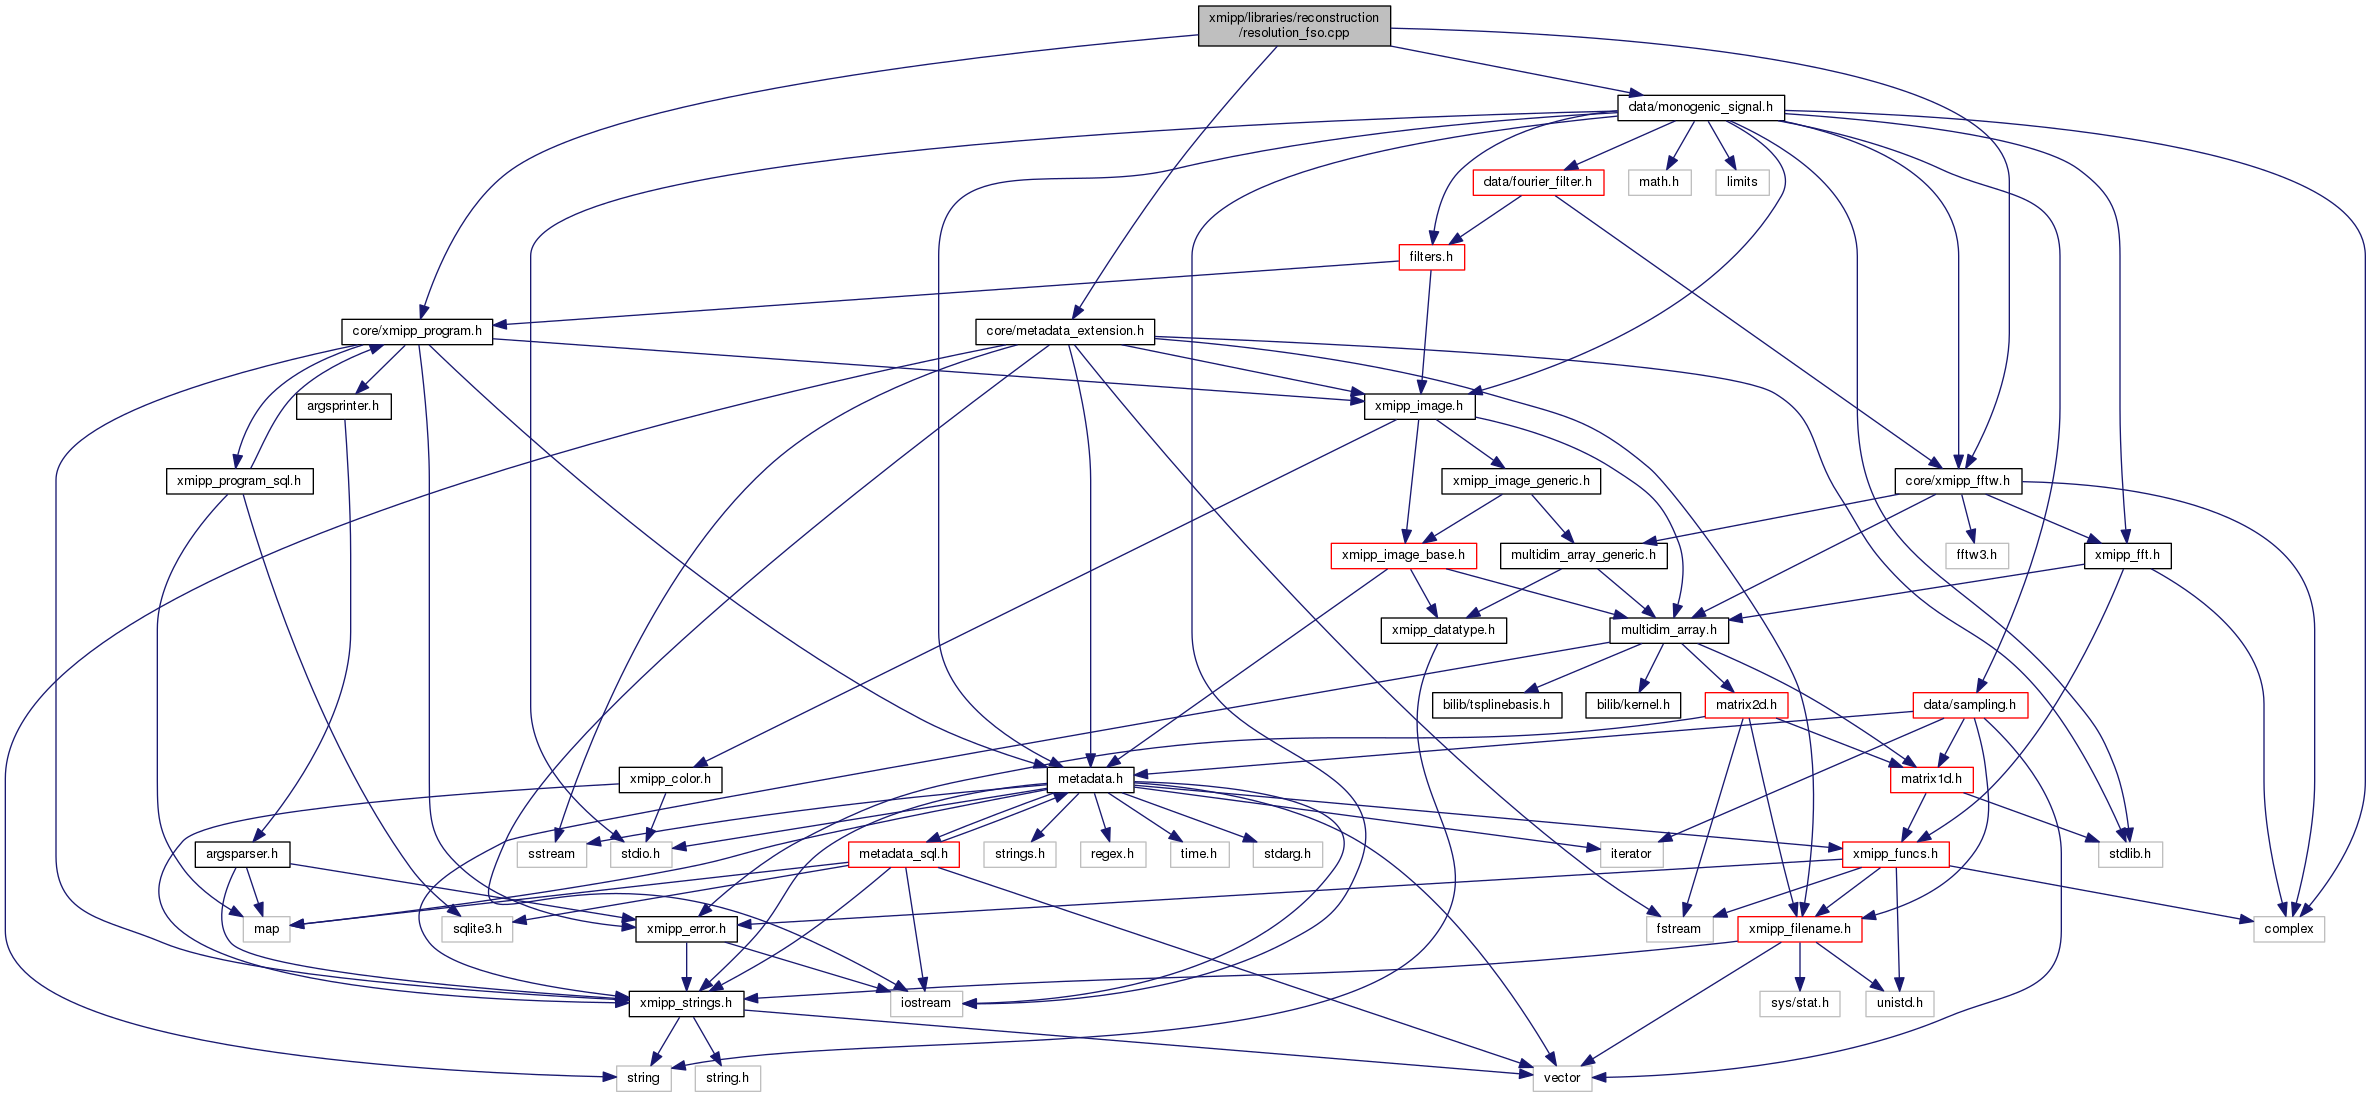 xmipp/libraries/reconstruction
/resolution_fso.cpp
data/monogenic_signal.h
data/fourier_filter.h
math.h
limits
filters.h
core/xmipp_program.h
core/metadata_extension.h
argsprinter.h
xmipp_image.h
xmipp_program_sql.h
xmipp_image_generic.h
core/xmipp_fftw.h
xmipp_image_base.h
multidim_array_generic.h
fftw3.h
xmipp_fft.h
xmipp_datatype.h
multidim_array.h
bilib/tsplinebasis.h
bilib/kernel.h
matrix2d.h
data/sampling.h
xmipp_color.h
metadata.h
matrix1d.h
argsparser.h
sstream
stdio.h
metadata_sql.h
strings.h
regex.h
time.h
stdarg.h
iterator
xmipp_funcs.h
stdlib.h
map
sqlite3.h
xmipp_error.h
fstream
xmipp_filename.h
complex
xmipp_strings.h
iostream
sys/stat.h
unistd.h
string
string.h
vector